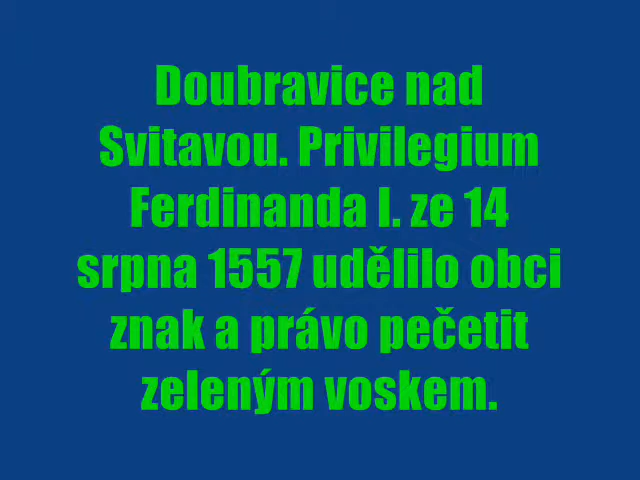 Doubravice nad
Svitavou. Privilegium
Ferdinanda I. ze 14
srpna 1557 udělilo obci
znak a právo pečetit
zeleným voskem.